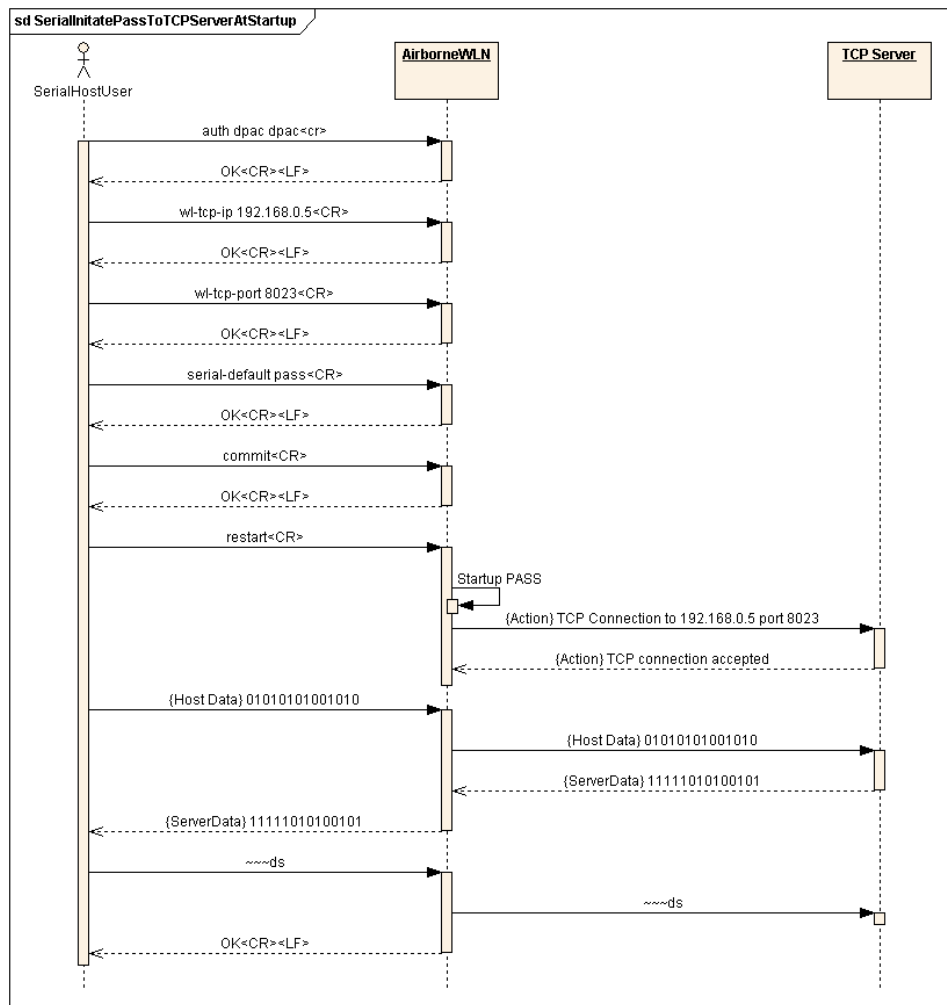 sd SerialInitatePassToTCPServerAtStartup
SerialHostUser
AirborneWLN
TCP Server
auth dpac dpac<cr>
OK<CR><LF>
wl-tcp-ip 192.168.0.5<CR>
OK<CR><LF>
wl-tcp-port 8023<CR>
OK<CR><LF>
serial-default pass<CR>
OK<CR><LF>
commit<CR>
OK<CR><LF>
restart<CR>
Startup PASS
{Action} TCP Connection to 192.168.0.5 port 8023
{Action} TCP connection accepted
{Host Data} 01010101001010
{Host Data} 01010101001010
{ServerData} 11111010100101
{ServerData} 11111010100101
~~~ds
~~~ds
OK<CR><LF>